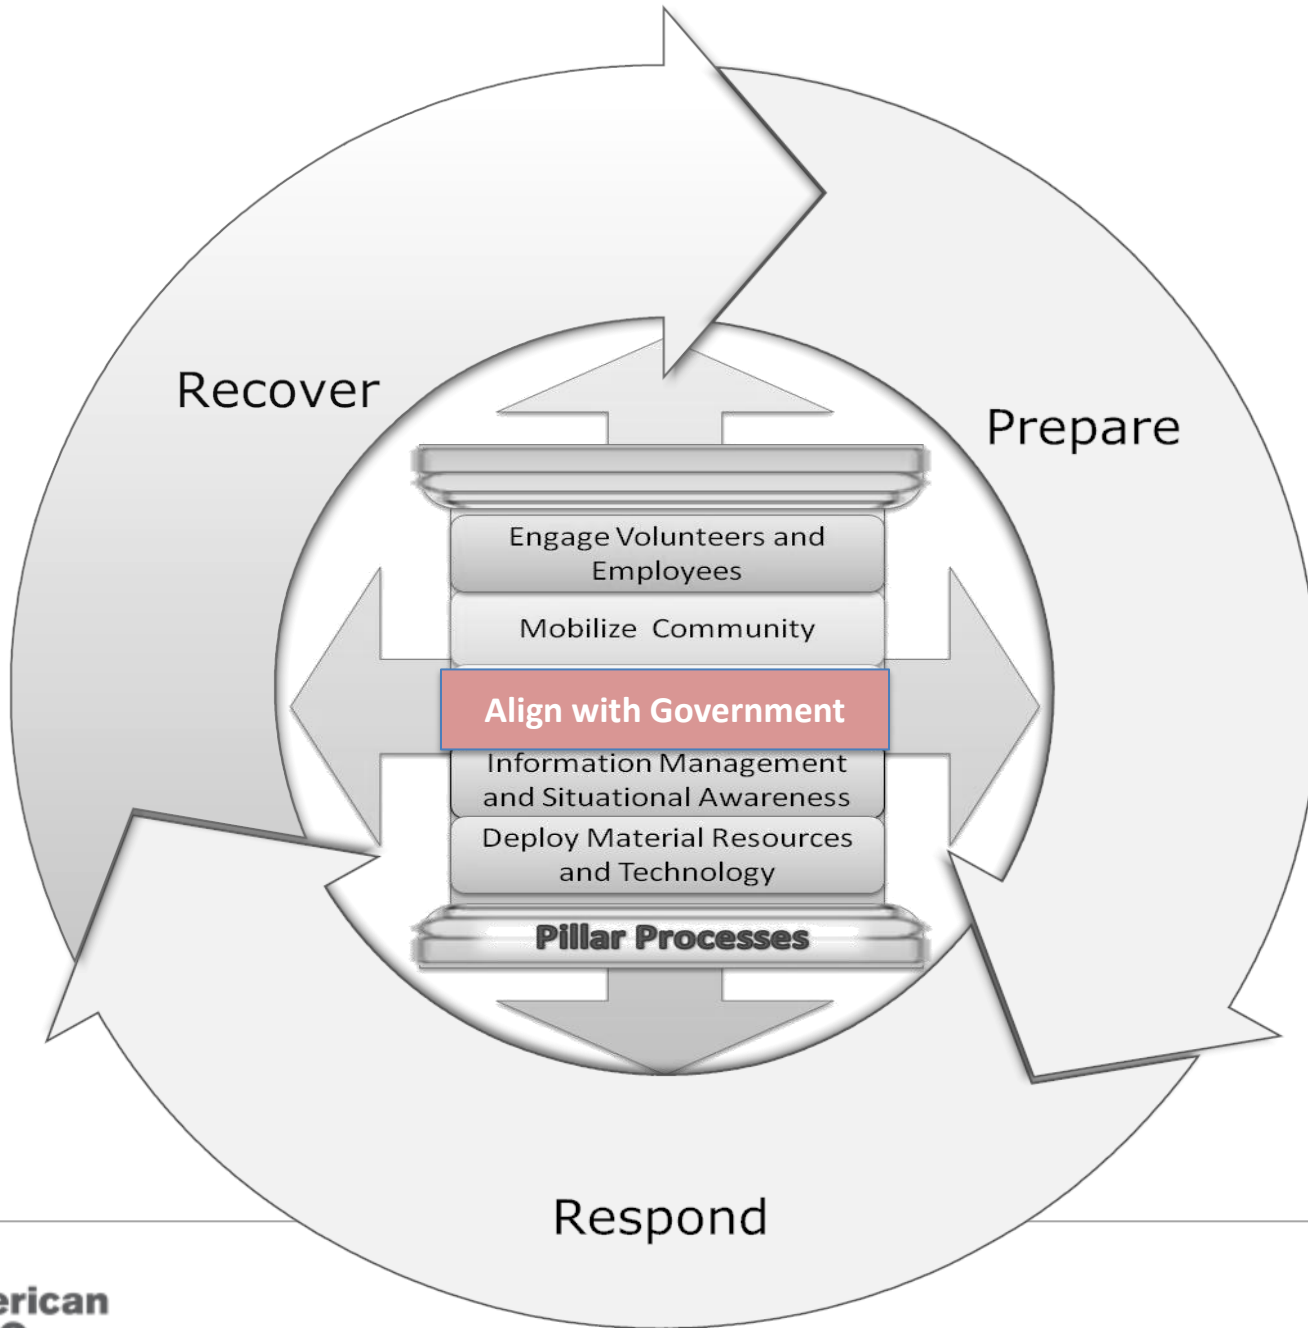 Recover
Prepare
Engage Volunteers and
Employees
Mobilize Community
Align with Government
Information Management
and Situational Awareness
Deploy Material Resources
and Technology
Pillar Processes
Respond
erican